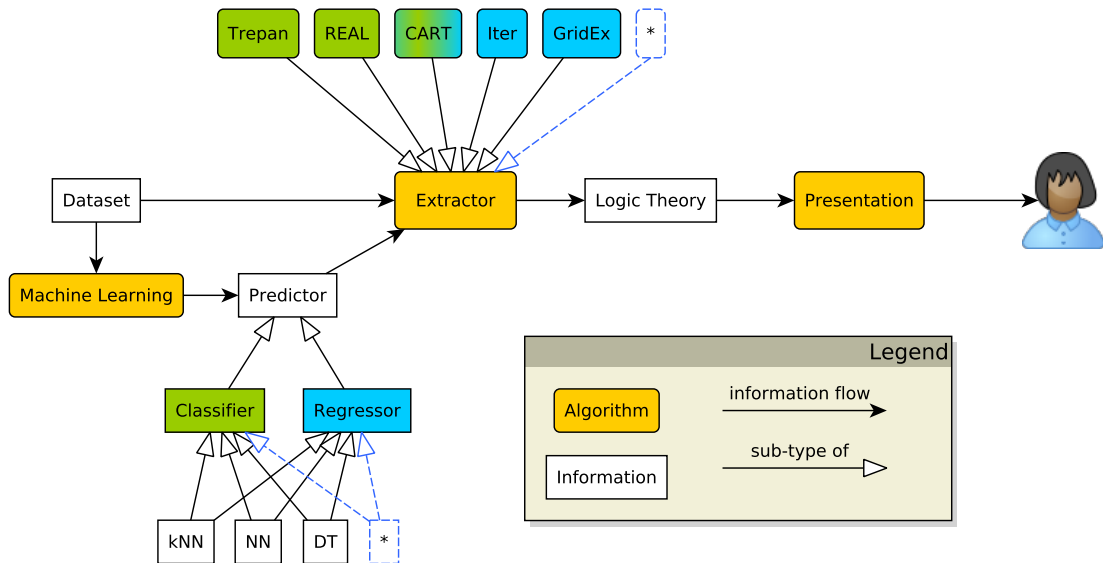 Trepan REAL CART Iter GridEx *
Dataset Extractor Logic Theory Presentation
Machine Learning Predictor
Legend
Classifier Regressor
Algorithm information flow
Information sub-type of
kNN NN DT *